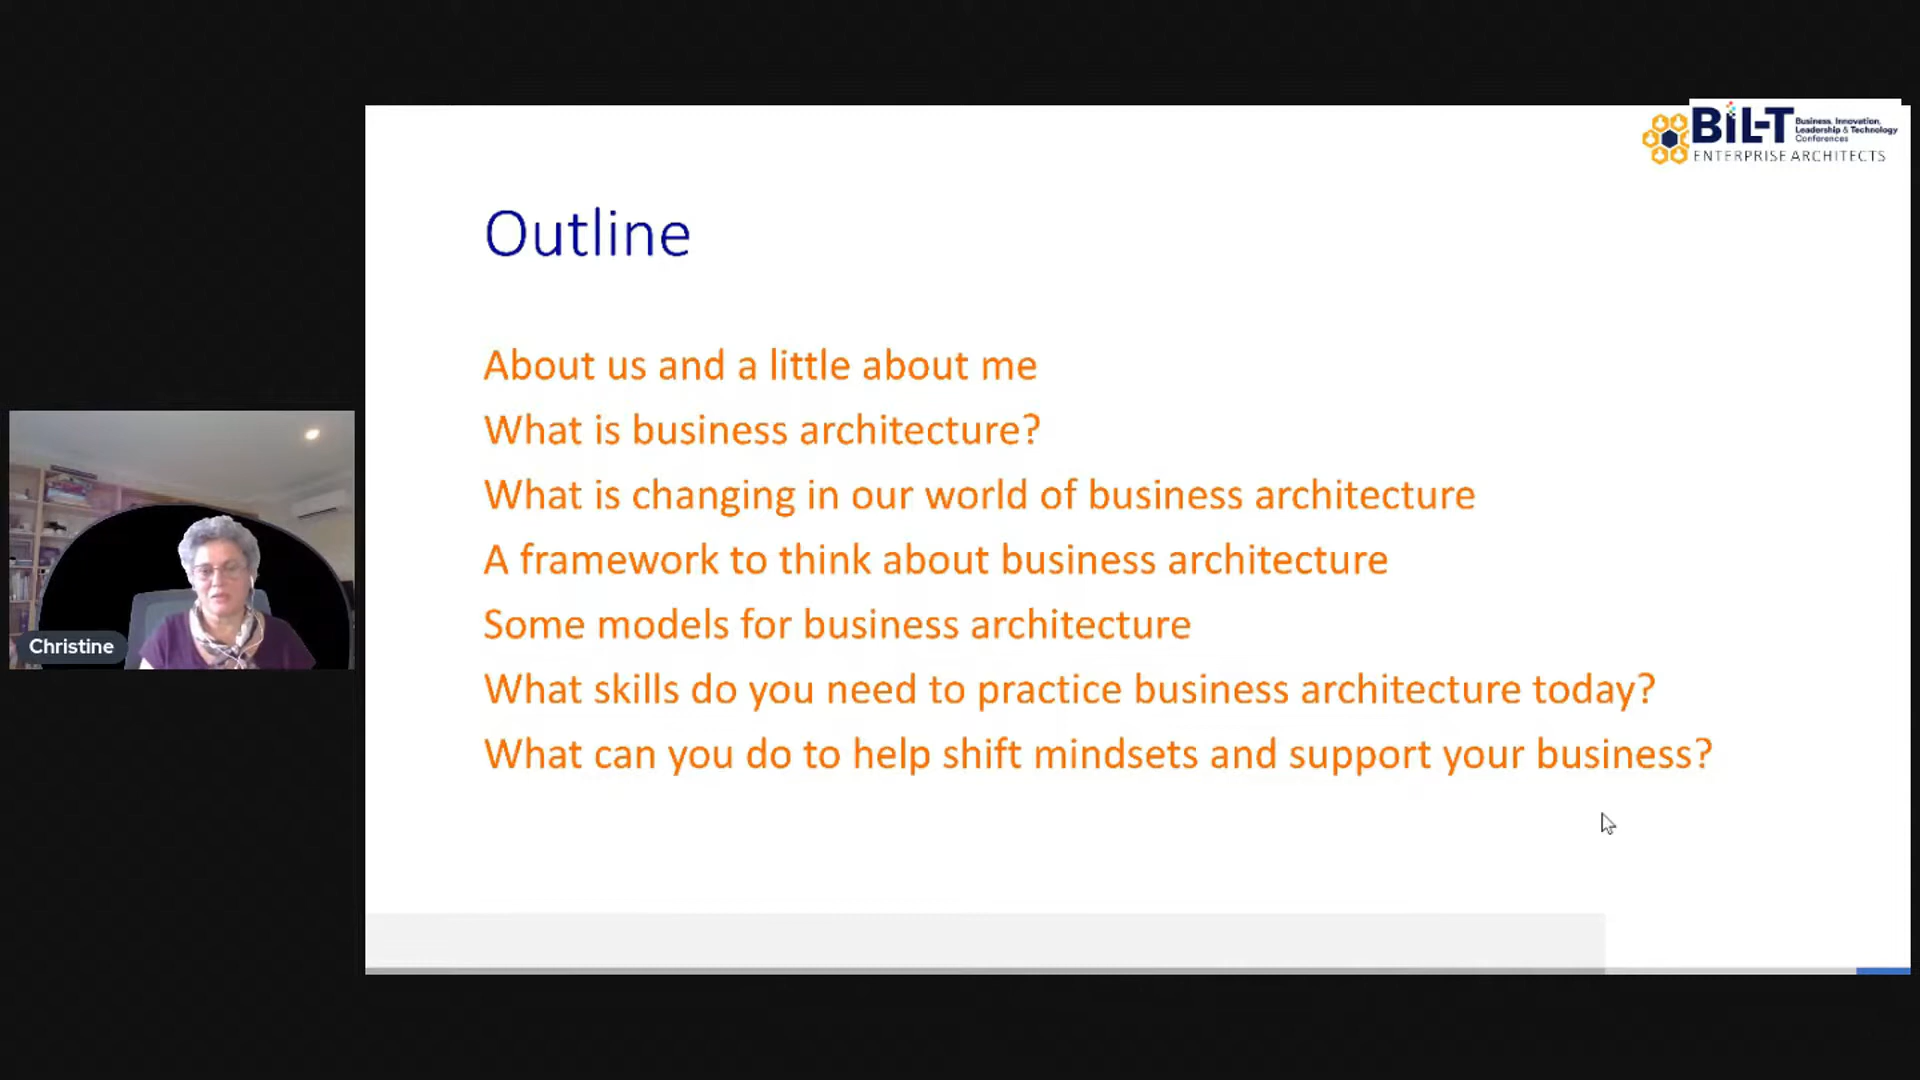 BiL-T Business, Innovation, Leadership & Technology Conferences
ENTERPRISE ARCHITECTS
Outline
About us and a little about me
What is business architecture?
What is changing in our world of business architecture
A framework to think about business architecture
Some models for business architecture
What skills do you need to practice business architecture today?
What can you do to help shift mindsets and support your business?
Christine